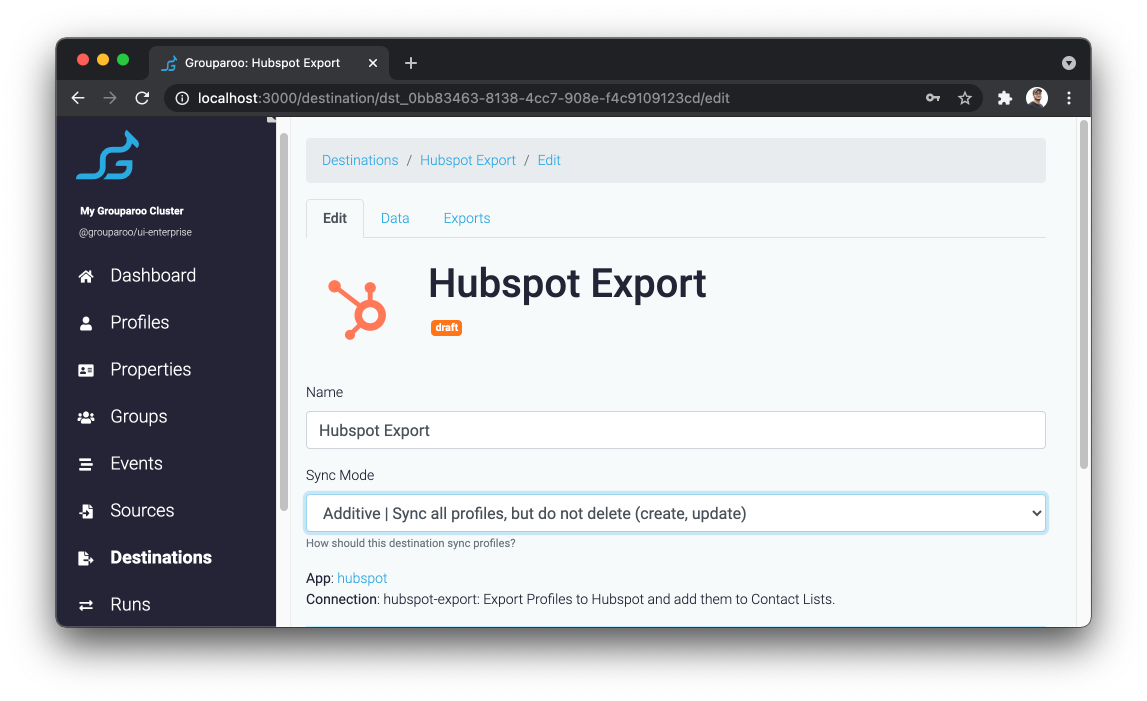 Grouparoo: Hubspot Export
localhost:3000/destination/dst_0bb83463-8138-4cc7-908e-f4c9109123cd/edit
My Grouparoo Cluster
@grouparoo/ui-enterprise
Dashboard
Profiles
Properties
Groups
Events
Sources
Destinations
Runs
Destinations / Hubspot Export / Edit
Edit Data Exports
Hubspot Export
draft
Name
Hubspot Export
Sync Mode
Additive | Sync all profiles, but do not delete (create, update)
How should this destination sync profiles?
App: hubspot
Connection: hubspot-export: Export Profiles to Hubspot and add them to Contact Lists.